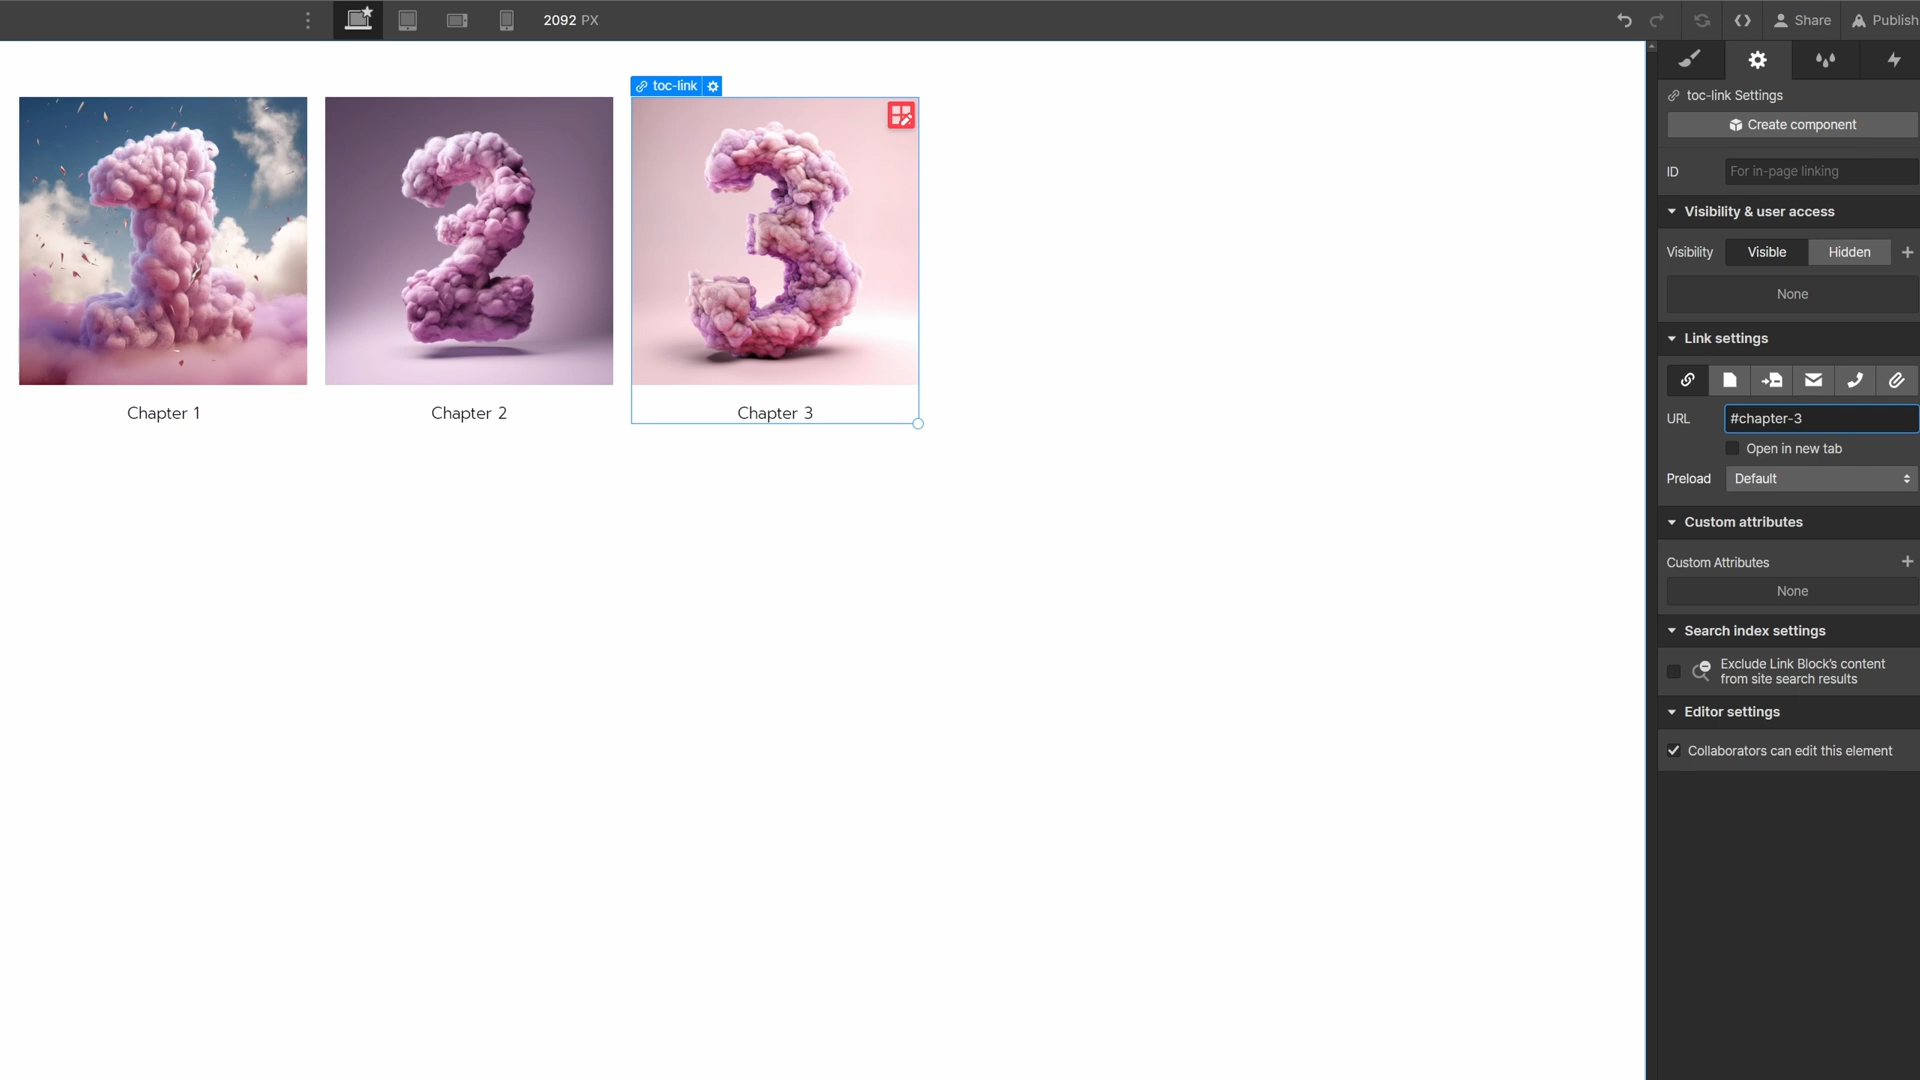 2092 PX
Share
Publish
toc-link
Chapter 1
Chapter 2
Chapter 3
toc-link Settings
Create component
ID
For in-page linking
Visibility & user access
Visibility
Visible
Hidden
None
Link settings
URL
#chapter-3
Open in new tab
Preload
Default
Custom attributes
Custom Attributes
None
Search index settings
Exclude Link Block's content
from site search results
Editor settings
Collaborators can edit this element